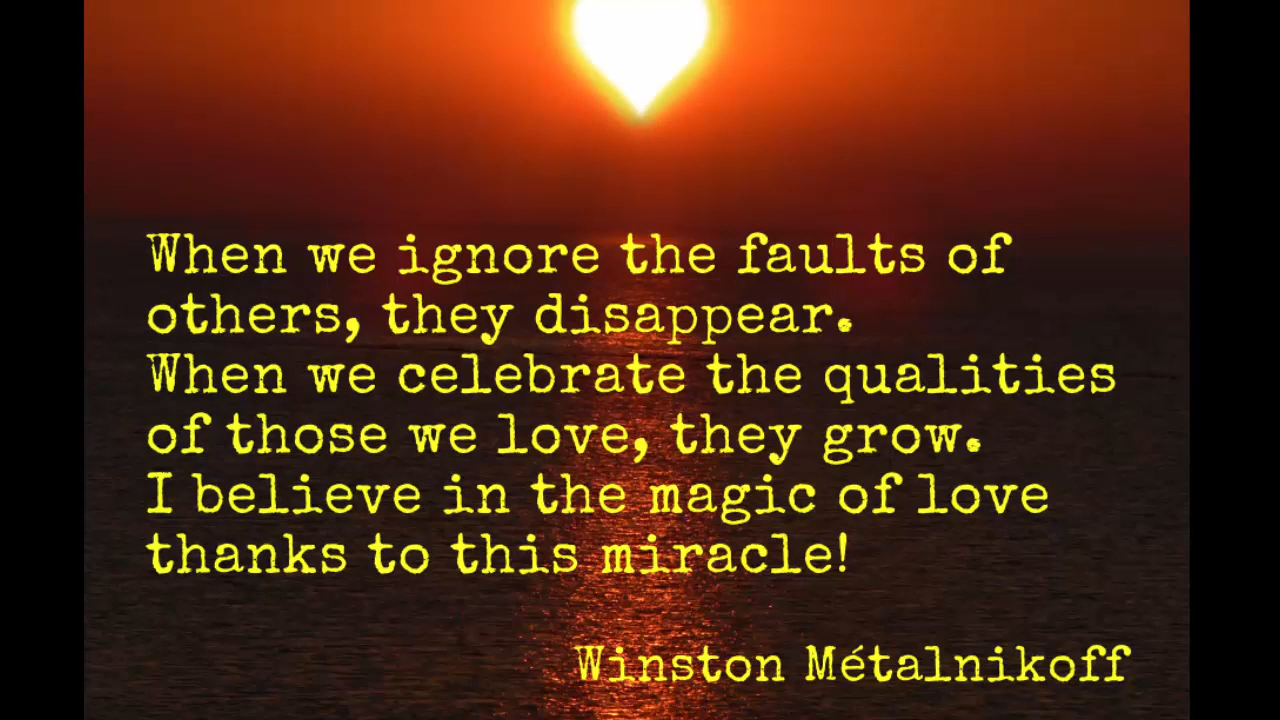 When we ignore the faults of
others, they disappear.
When we celebrate the qualities
of those we love, they grow.
I believe in the magic of love
thanks to this miracle!
Winston Métalnikoff